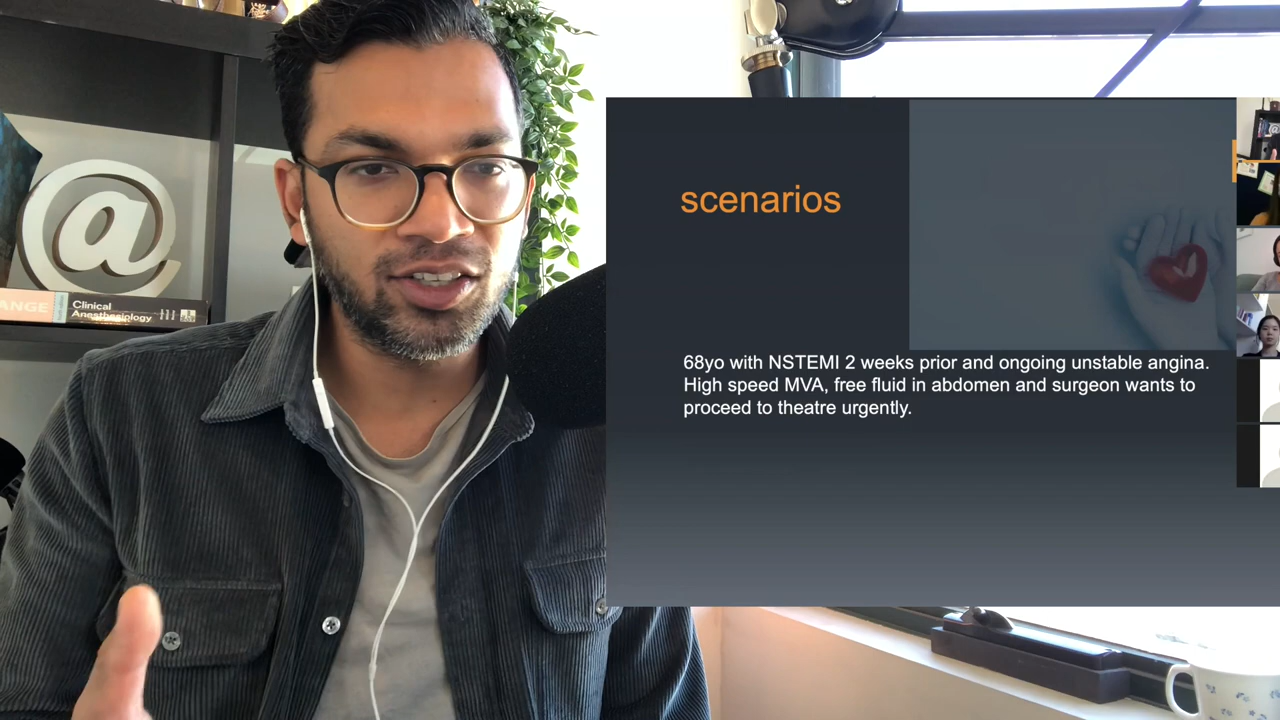 @
ANGE
Clinical
Anesthesiology
scenarios
68yo with NSTEMI 2 weeks prior and ongoing unstable angina.
High speed MVA, free fluid in abdomen and surgeon wants to
proceed to theatre urgently.